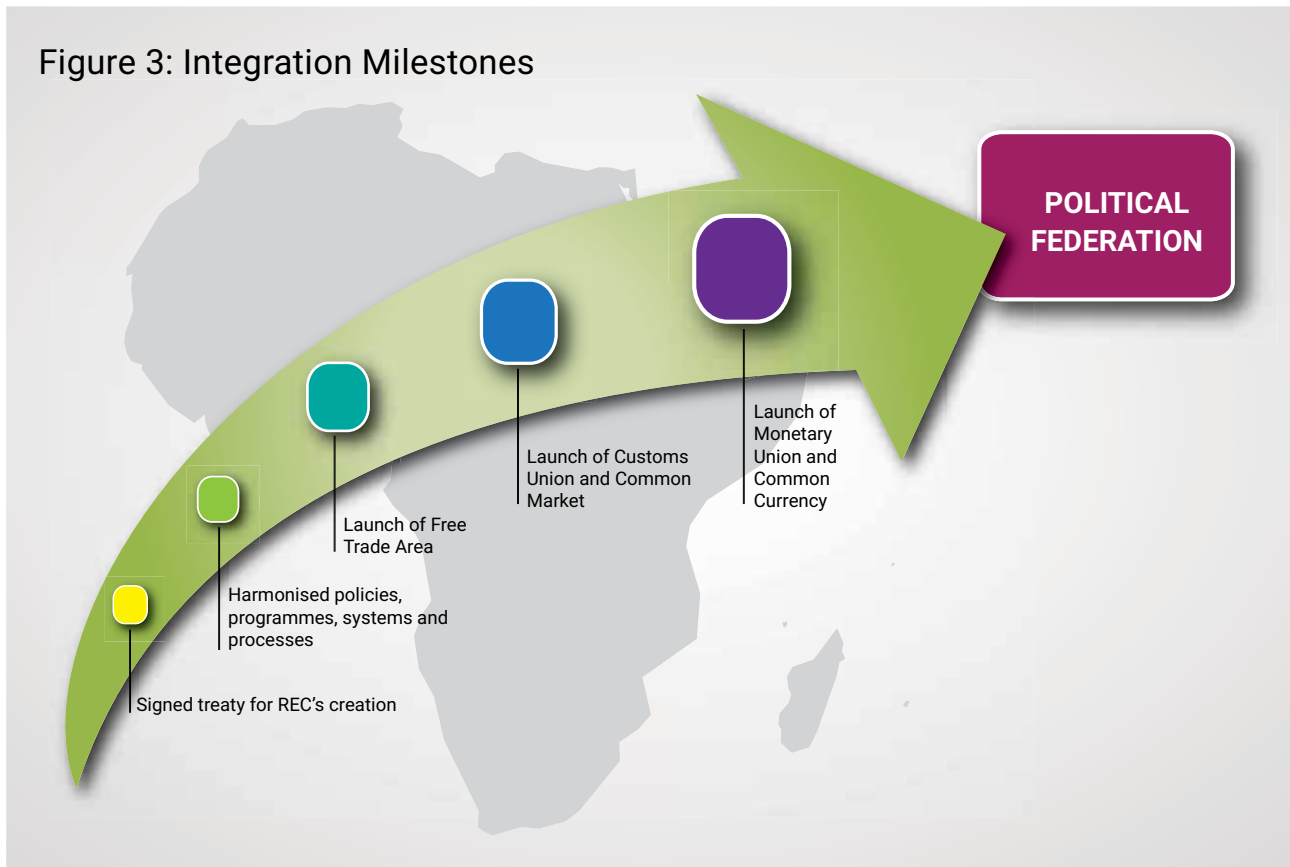 Figure 3: Integration Milestones
POLITICAL
FEDERATION
Launch of
Monetary
Union and
Common
Currency
Launch of Customs
Union and Common
Market
Launch of Free
Trade Area
Harmonised policies,
programmes, systems and
processes
Signed treaty for REC's creation